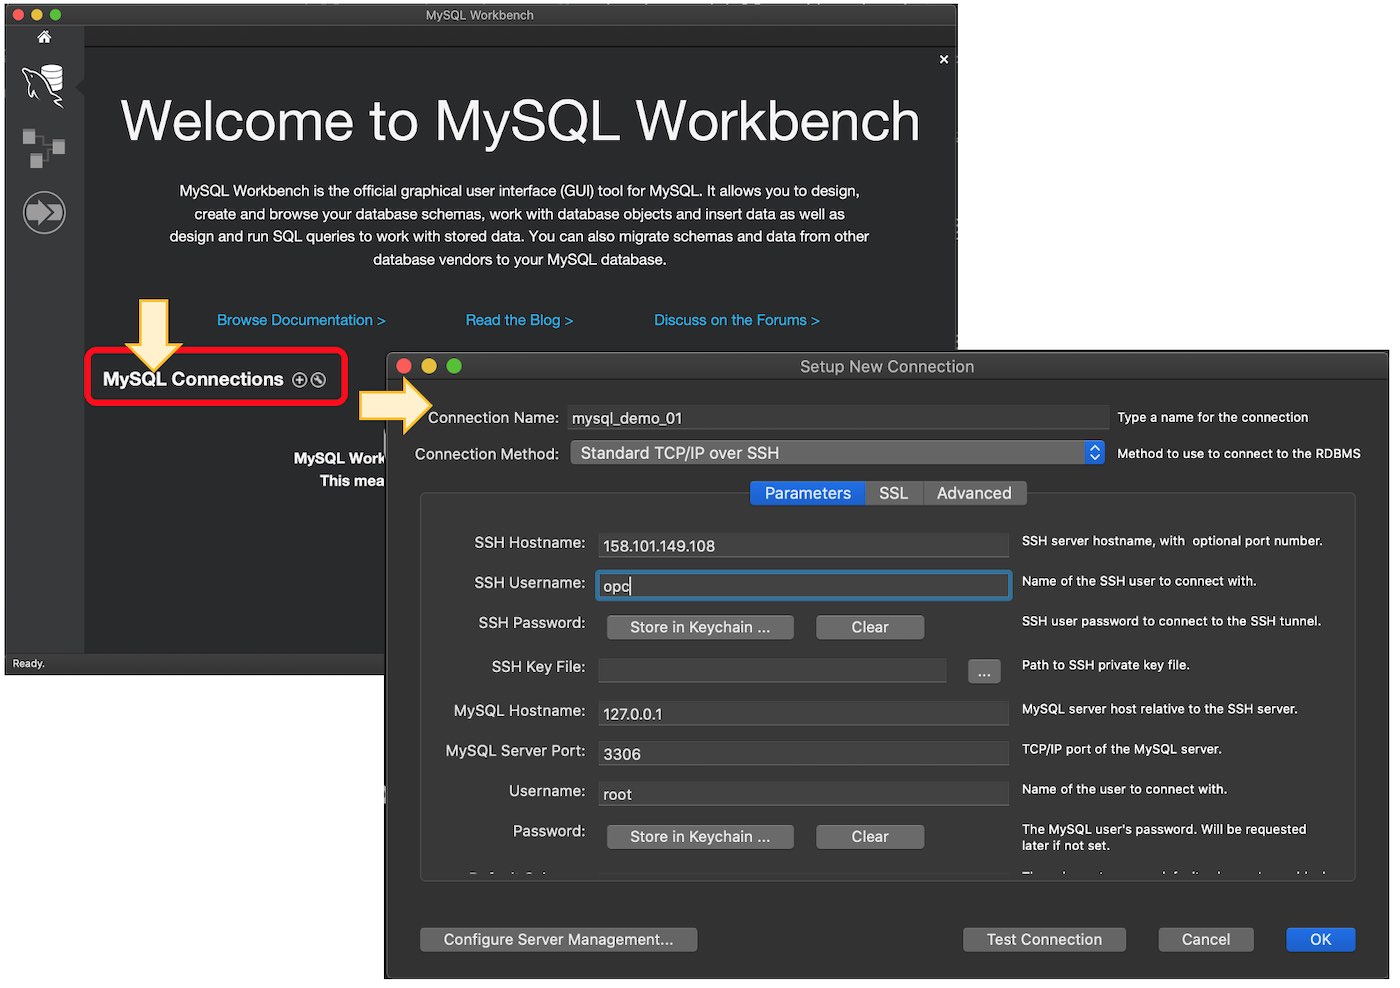 MySQL Workbench
Welcome to MySQL Workbench
MySQL Workbench is the official graphical user interface (GUI) tool for MySQL. It allows you to design,
create and browse your database schemas, work with database objects and insert data as well as
design and run SQL queries to work with stored data. You can also migrate schemas and data from other
database vendors to your MySQL database.
Browse Documentation >
Read the Blog >
Discuss on the Forums >
MySQL Connections
MySQL Work
This mea
Ready.
Setup New Connection
Connection Name: mysql_demo_01 Type a name for the connection
Connection Method: Standard TCP/IP over SSH Method to use to connect to the RDBMS
Parameters SSL Advanced
SSH Hostname: 158.101.149.108 SSH server hostname, with optional port number.
SSH Username: opc Name of the SSH user to connect with.
SSH Password: Store in Keychain ... Clear SSH user password to connect to the SSH tunnel.
SSH Key File: ... Path to SSH private key file.
MySQL Hostname: 127.0.0.1 MySQL server host relative to the SSH server.
MySQL Server Port: 3306 TCP/IP port of the MySQL server.
Username: root Name of the user to connect with.
Password: Store in Keychain ... Clear The MySQL user's password. Will be requested
later if not set.
Configure Server Management... Test Connection Cancel OK